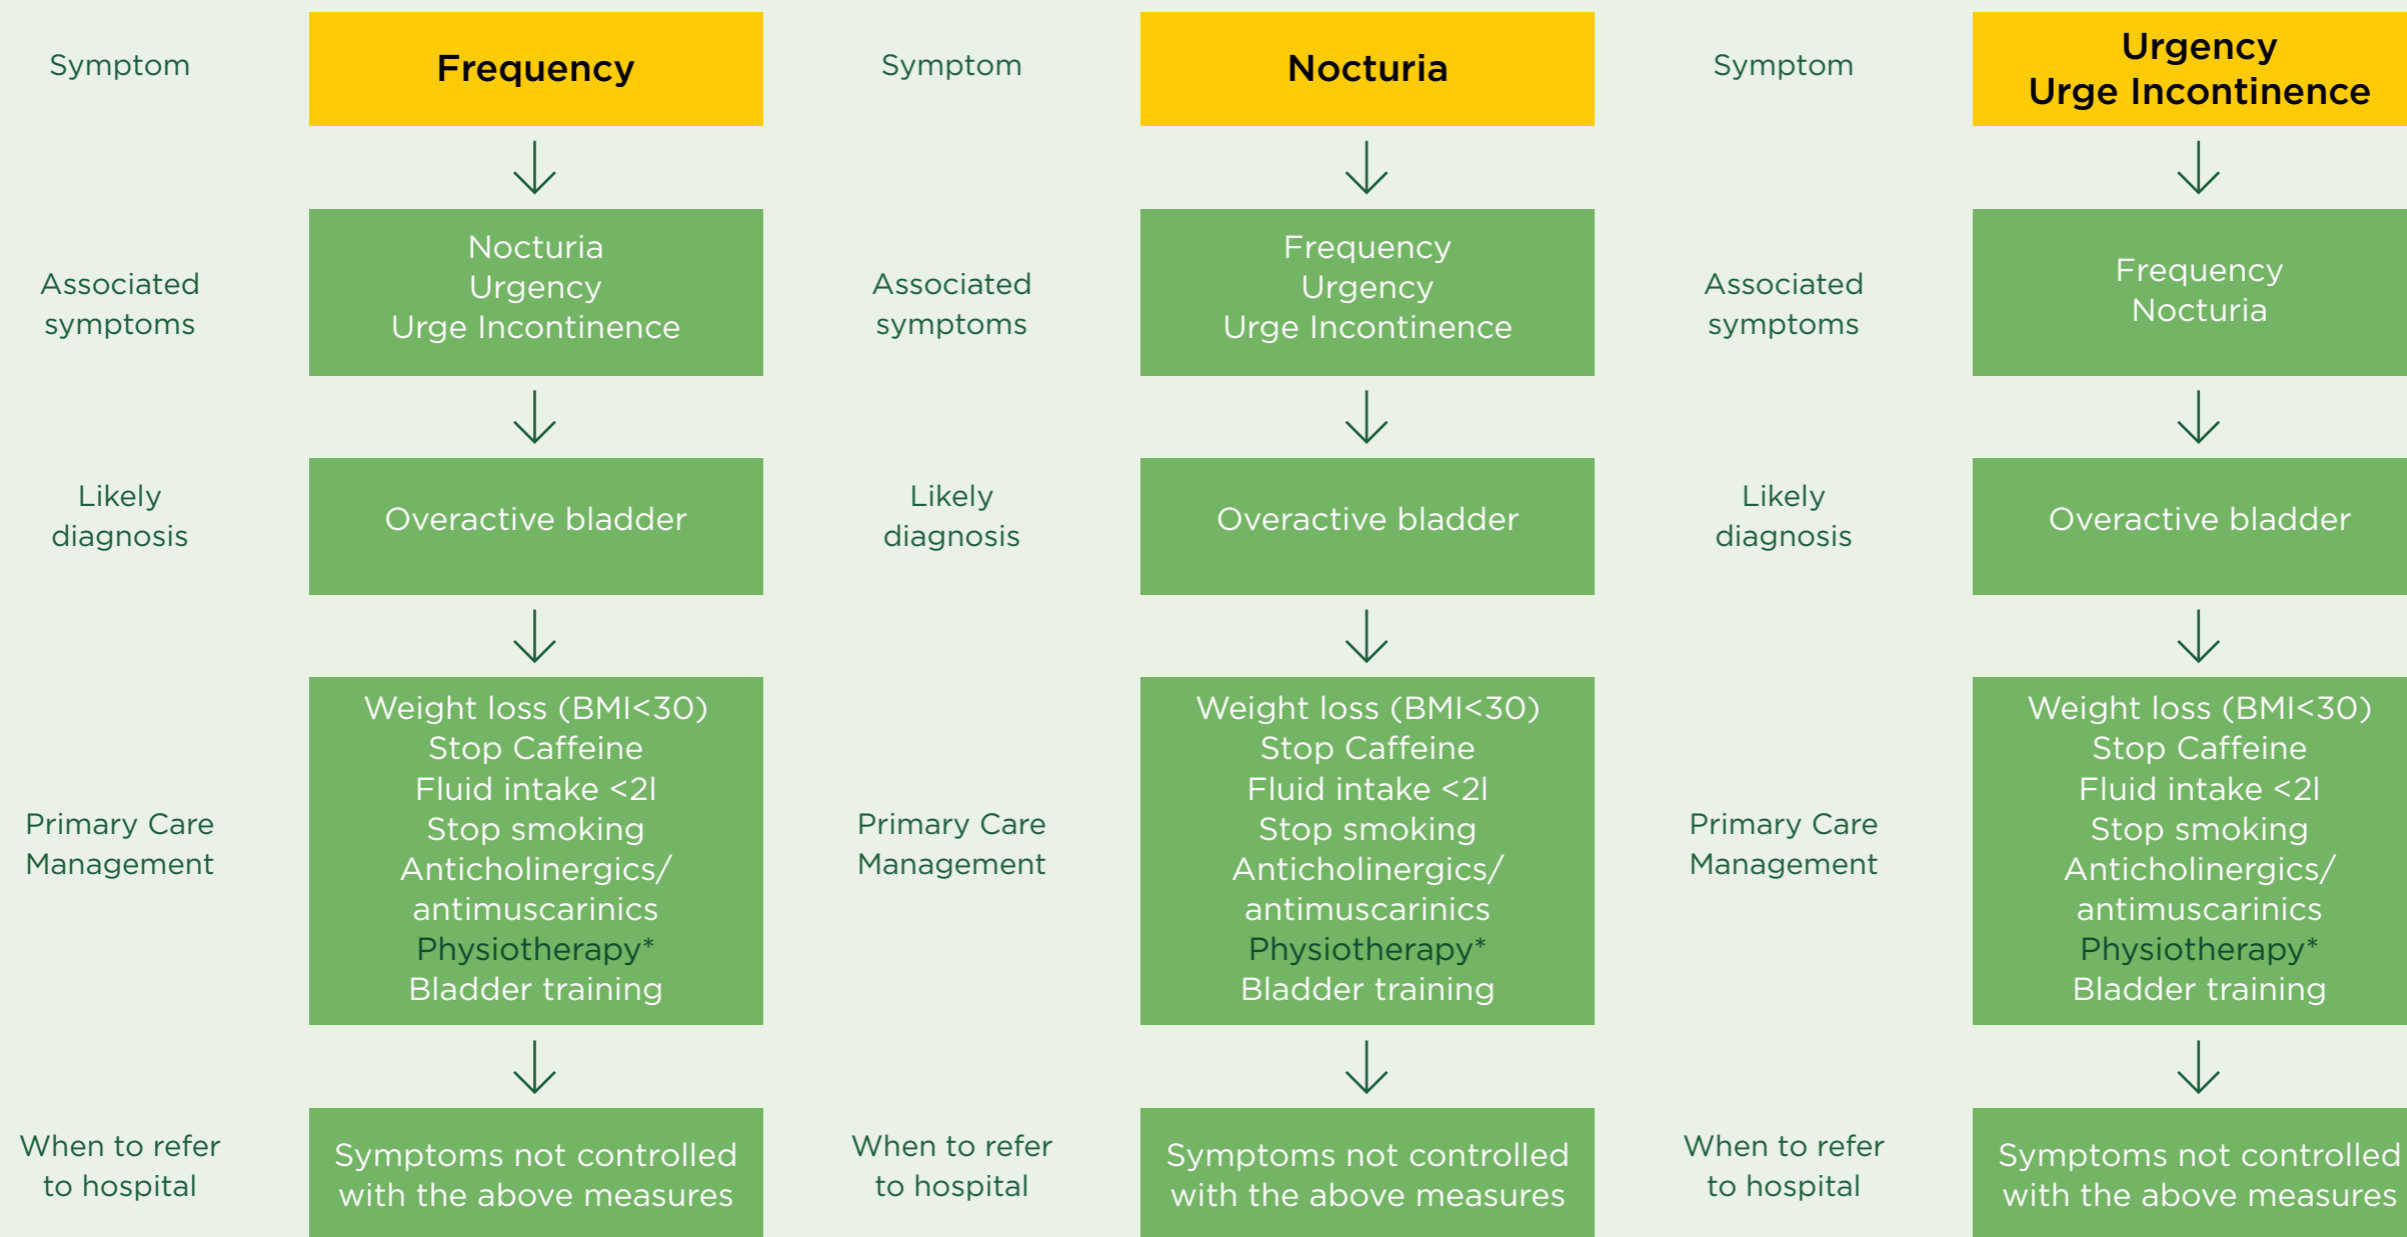 Symptom
Frequency
Associated
symptoms
Nocturia
Urgency
Urge Incontinence
Likely
diagnosis
Overactive bladder
Primary Care
Management
Weight loss (BMI<30)
Stop Caffeine
Fluid intake <2l
Stop smoking
Anticholinergics/
antimuscarinics
Physiotherapy*
Bladder training
When to refer
to hospital
Symptoms not controlled
with the above measures
Symptom
Nocturia
Associated
symptoms
Frequency
Urgency
Urge Incontinence
Likely
diagnosis
Overactive bladder
Primary Care
Management
Weight loss (BMI<30)
Stop Caffeine
Fluid intake <2l
Stop smoking
Anticholinergics/
antimuscarinics
Physiotherapy*
Bladder training
When to refer
to hospital
Symptoms not controlled
with the above measures
Symptom
Urgency
Urge Incontinence
Associated
symptoms
Frequency
Nocturia
Likely
diagnosis
Overactive bladder
Primary Care
Management
Weight loss (BMI<30)
Stop Caffeine
Fluid intake <2l
Stop smoking
Anticholinergics/
antimuscarinics
Physiotherapy*
Bladder training
When to refer
to hospital
Symptoms not controlled
with the above measures